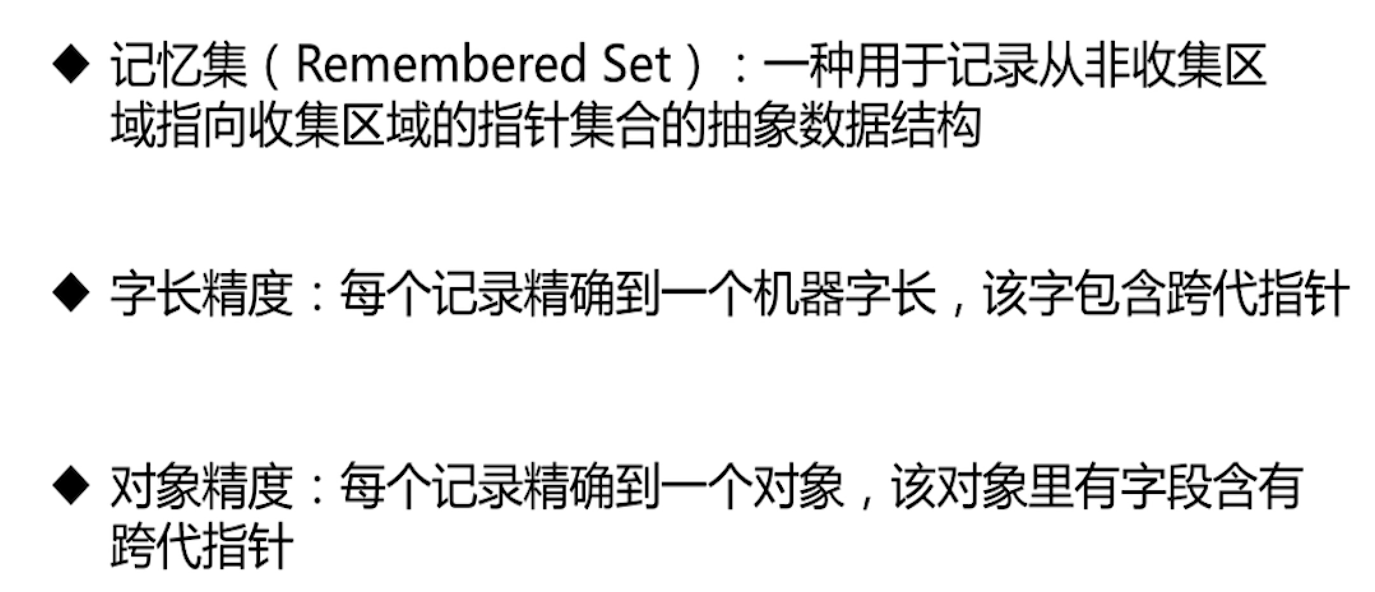 ◆ 记忆集（Remembered Set）：一种用于记录从非收集区
域指向收集区域的指针集合的抽象数据结构
◆ 字长精度：每个记录精确到一个机器字长，该字包含跨代指针
◆ 对象精度：每个记录精确到一个对象，该对象里有字段含有
跨代指针